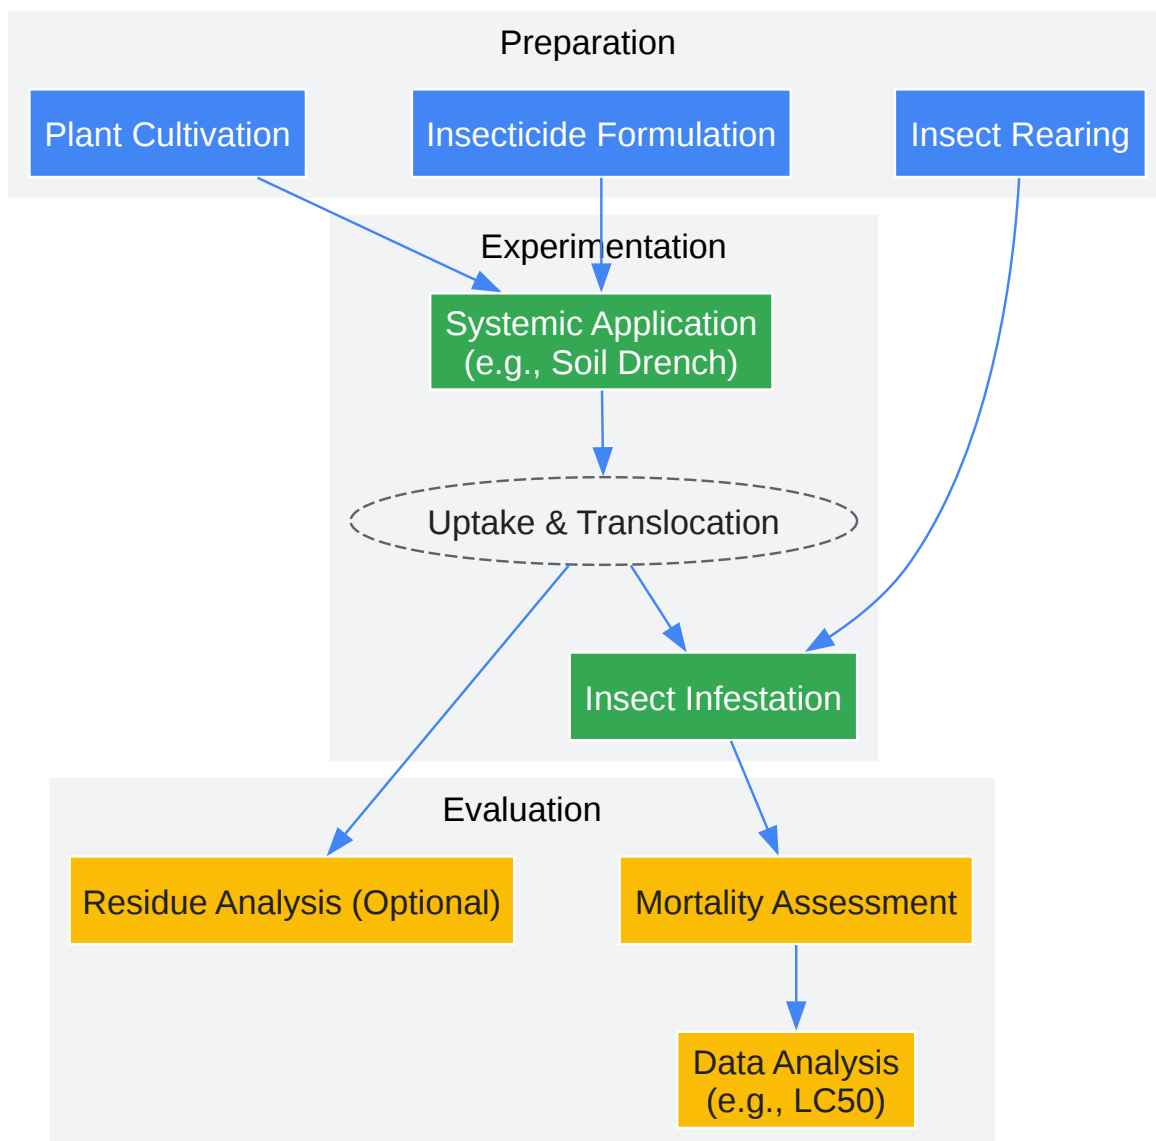 Preparation
Plant Cultivation
Insecticide Formulation
Insect Rearing
Experimentation
Systemic Application
(e.g., Soil Drench)
Uptake & Translocation
Insect Infestation
Evaluation
Residue Analysis (Optional)
Mortality Assessment
Data Analysis
(e.g., LC50)